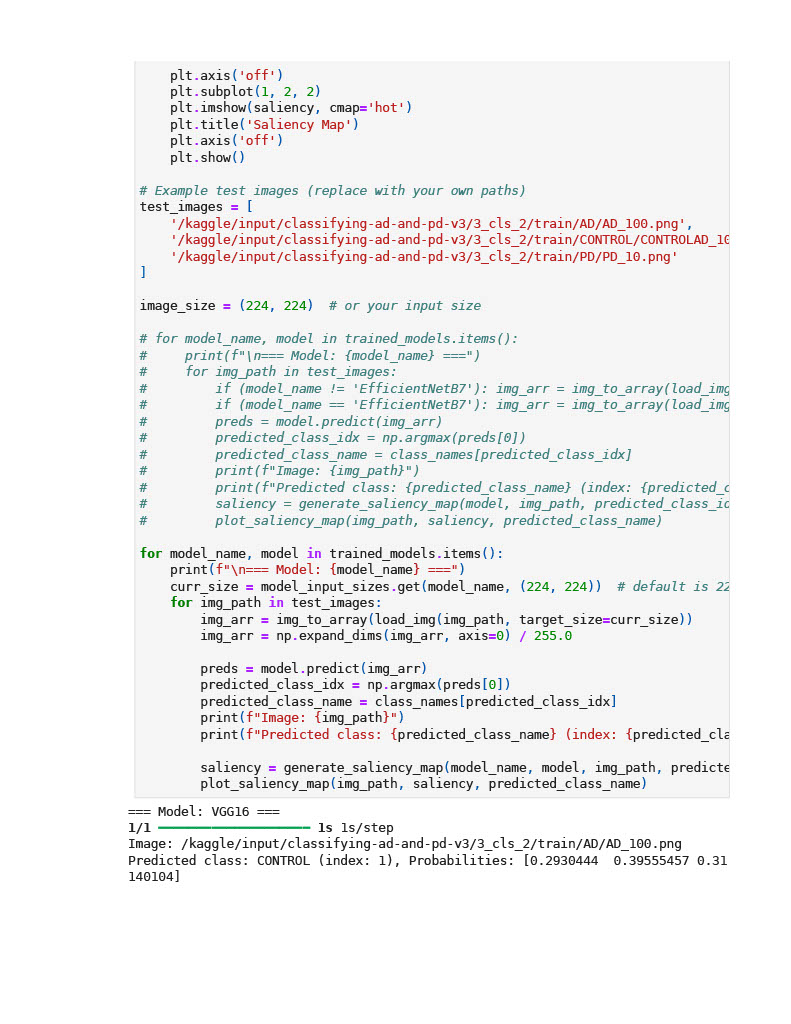 plt.axis('off')
    plt.subplot(1, 2, 2)
    plt.imshow(saliency, cmap='hot')
    plt.title('Saliency Map')
    plt.axis('off')
    plt.show()

# Example test images (replace with your own paths)
test_images = [
    '/kaggle/input/classifying-ad-and-pd-v3/3_cls_2/train/AD/AD_100.png',
    '/kaggle/input/classifying-ad-and-pd-v3/3_cls_2/train/CONTROL/CONTROLAD_10
    '/kaggle/input/classifying-ad-and-pd-v3/3_cls_2/train/PD/PD_10.png'
]

image_size = (224, 224)  # or your input size

# for model_name, model in trained_models.items():
#     print(f"\n=== Model: {model_name} ===")
#     for img_path in test_images:
#         if (model_name != 'EfficientNetB7'): img_arr = img_to_array(load_img
#         if (model_name == 'EfficientNetB7'): img_arr = img_to_array(load_img
#         preds = model.predict(img_arr)
#         predicted_class_idx = np.argmax(preds[0])
#         predicted_class_name = class_names[predicted_class_idx]
#         print(f"Image: {img_path}")
#         print(f"Predicted class: {predicted_class_name} (index: {predicted_c
#         saliency = generate_saliency_map(model, img_path, predicted_class_id
#         plot_saliency_map(img_path, saliency, predicted_class_name)

for model_name, model in trained_models.items():
    print(f"\n=== Model: {model_name} ===")
    curr_size = model_input_sizes.get(model_name, (224, 224))  # default is 22
    for img_path in test_images:
        img_arr = img_to_array(load_img(img_path, target_size=curr_size))
        img_arr = np.expand_dims(img_arr, axis=0) / 255.0

        preds = model.predict(img_arr)
        predicted_class_idx = np.argmax(preds[0])
        predicted_class_name = class_names[predicted_class_idx]
        print(f"Image: {img_path}")
        print(f"Predicted class: {predicted_class_name} (index: {predicted_cla

        saliency = generate_saliency_map(model_name, model, img_path, predicte
        plot_saliency_map(img_path, saliency, predicted_class_name)
=== Model: VGG16 ===
1/1 ━━━━━━━━━━━━━━━━━━━━ 1s 1s/step
Image: /kaggle/input/classifying-ad-and-pd-v3/3_cls_2/train/AD/AD_100.png
Predicted class: CONTROL (index: 1), Probabilities: [0.2930444  0.39555457 0.31
140104]